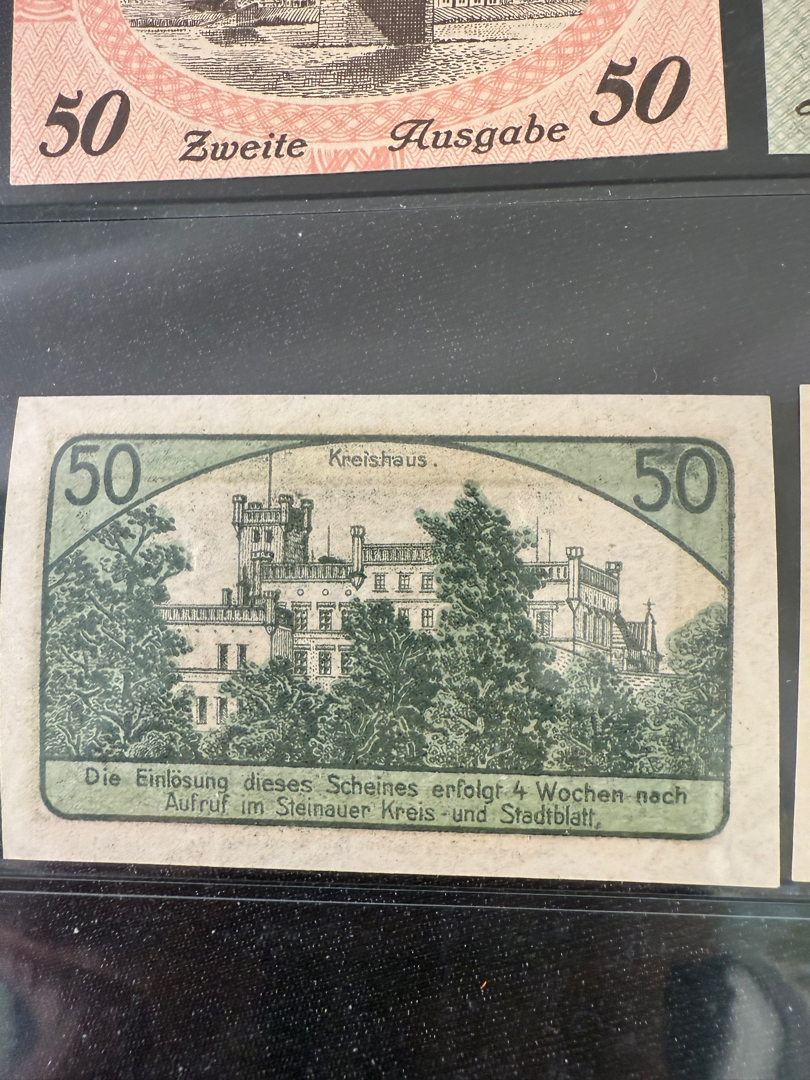 50 Zweite Ausgabe 50
50 Kreishaus. 50
Die Einlösung dieses Scheines erfolgt 4 Wochen nach
Aufruf im Steinauer Kreis-und Stadtblatt.